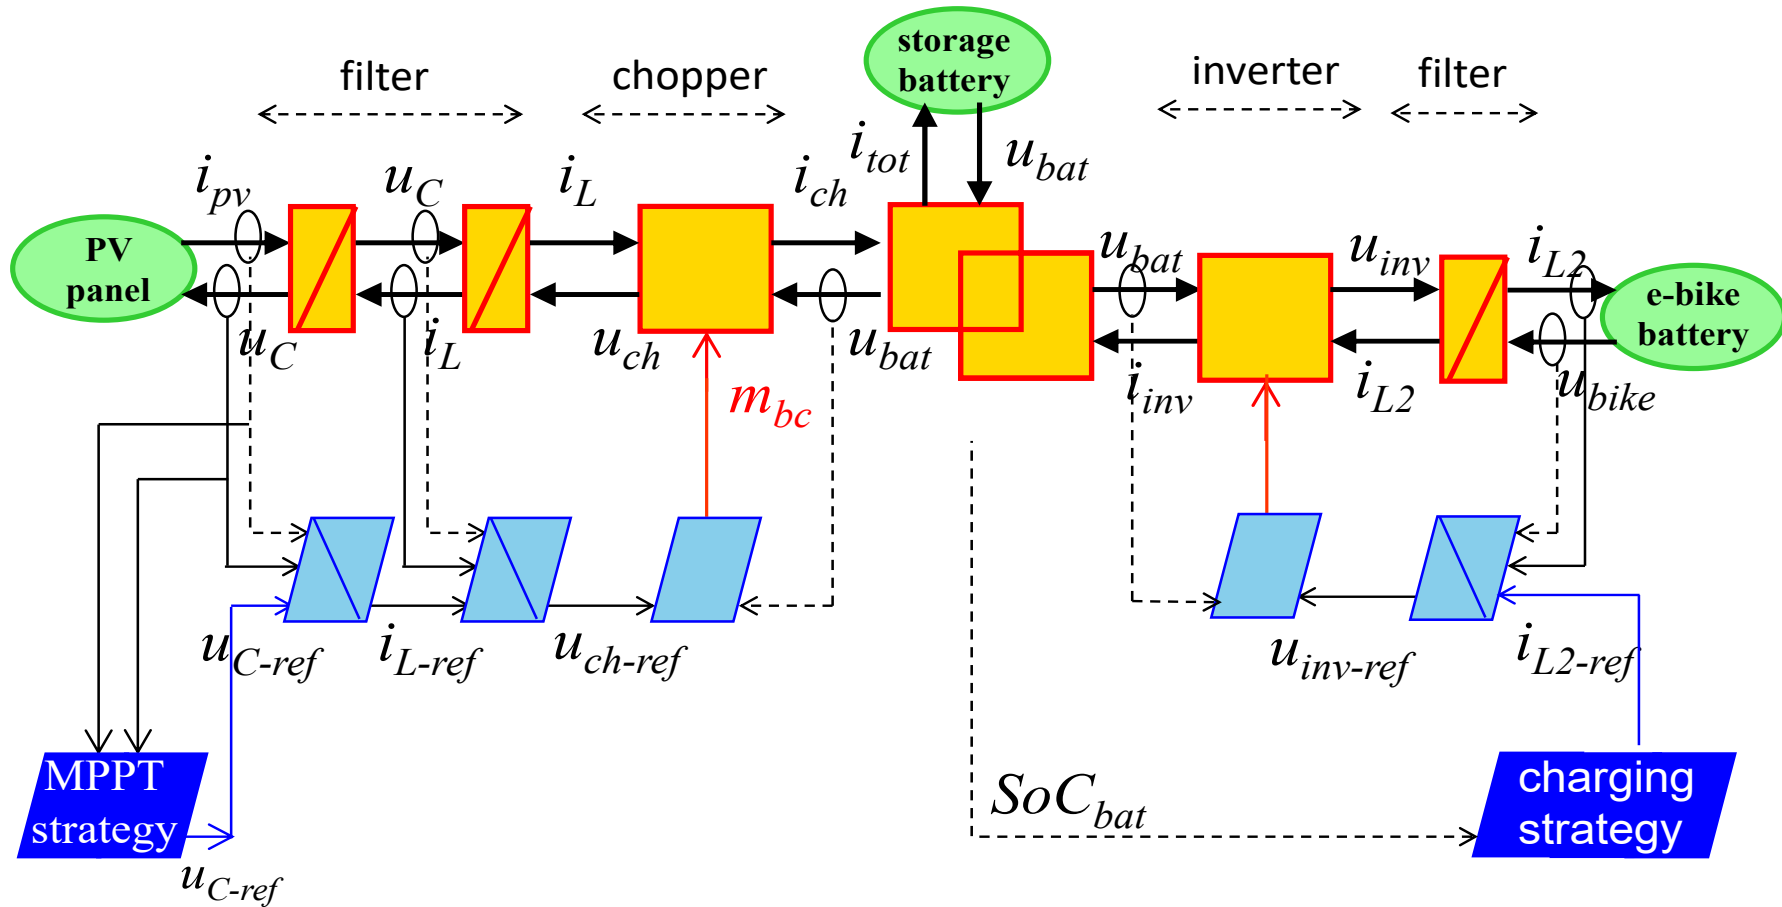 storage
battery
filter
chopper
inverter
filter
i_tot
u_bat
i_pv
u_C
i_L
i_ch
PV
panel
u_bat
u_inv
i_L2
e-bike
battery
u_C
i_L
u_ch
u_bat
i_inv
i_L2
u_bike
m_bc
u_C-ref
i_L-ref
u_ch-ref
u_inv-ref
i_L2-ref
MPPT
strategy
u_C-ref
SoC_bat
charging
strategy